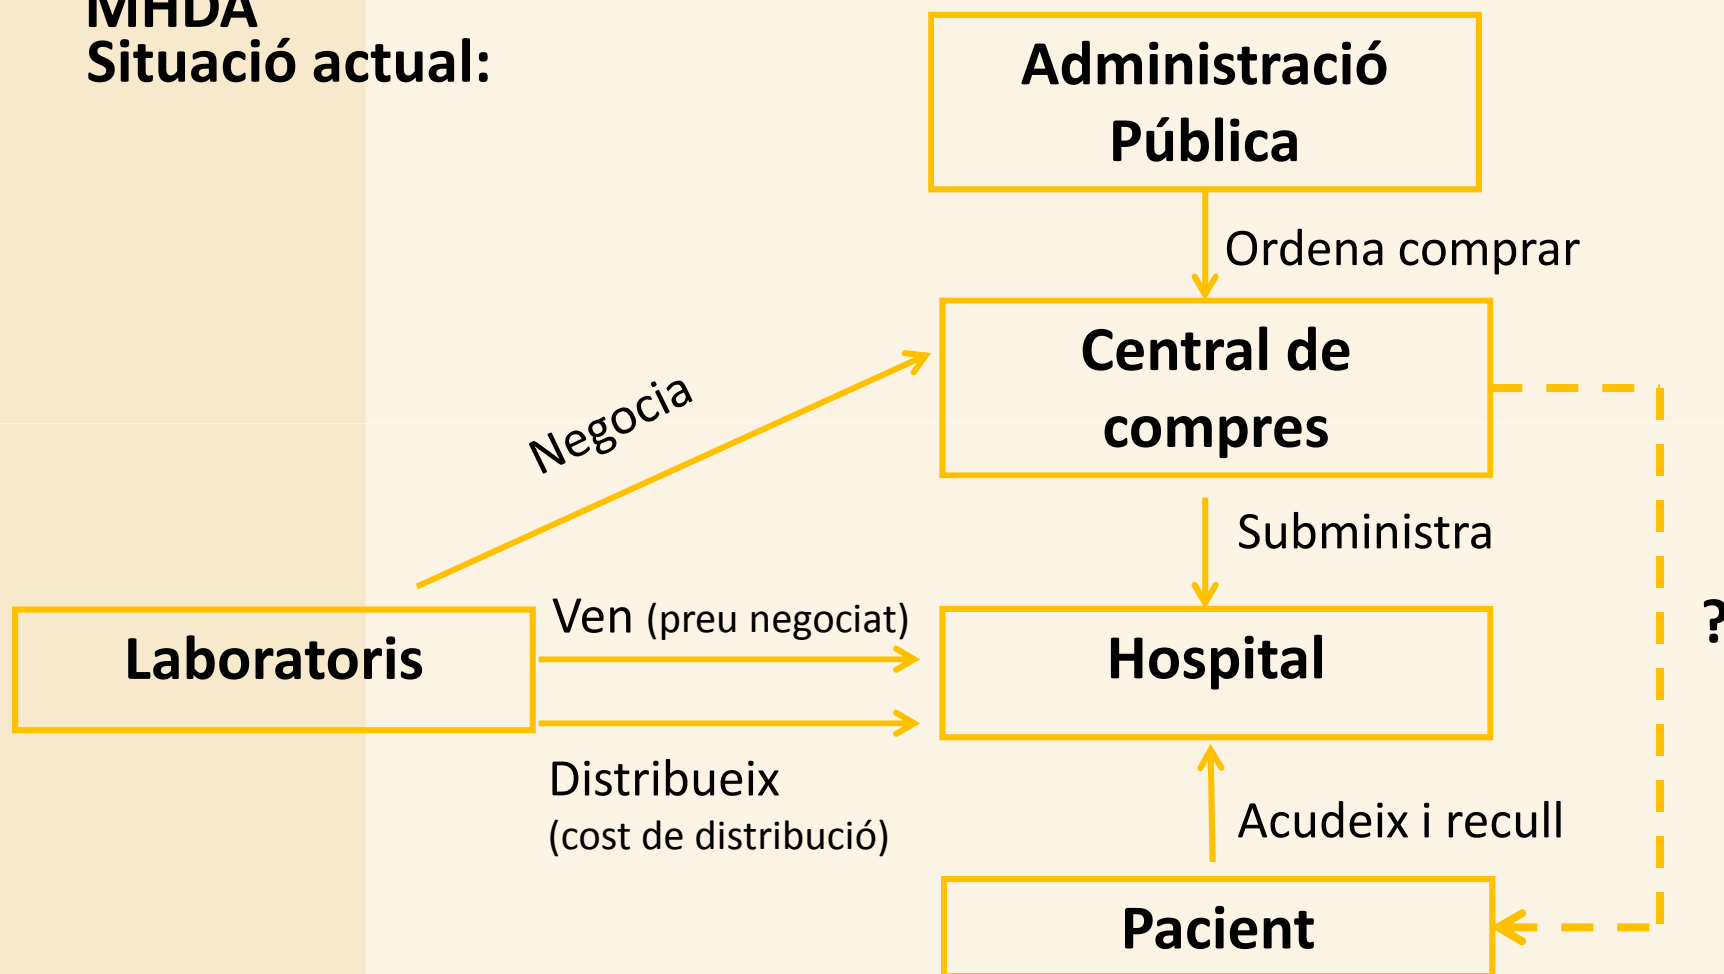 MHDA
Situació actual:
Administració
Pública
Ordena comprar
Central de
compres
Negocia
Subministra
Ven (preu negociat)
Laboratoris
Hospital
?
Distribueix
(cost de distribució)
Acudeix i recull
Pacient